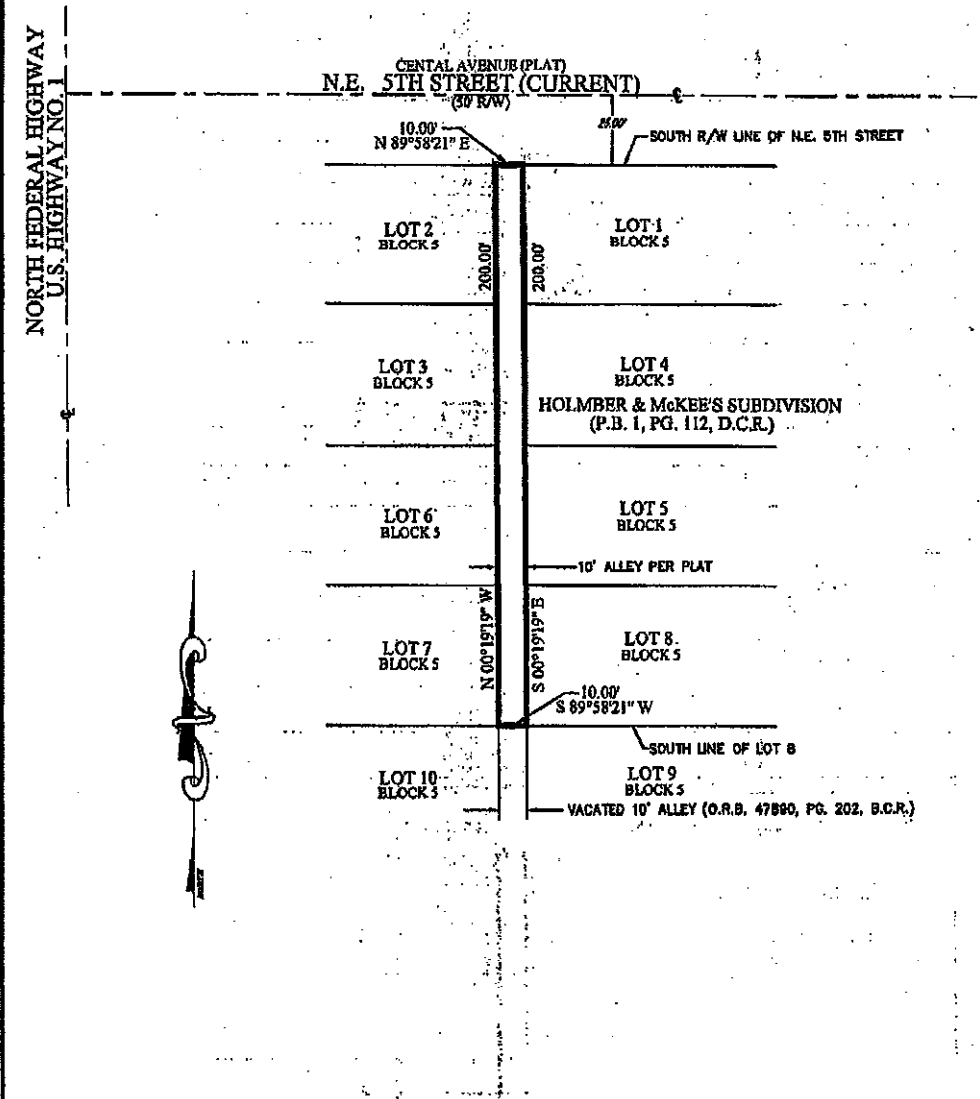 NORTH FEDERAL HIGHWAY
U.S. HIGHWAY NO. 1
CENTAL AVENUE (PLAT)
N.E. 5TH STREET (CURRENT)
(50' R/W)
25.00'
10.00'
N 89°58'21" E
SOUTH R/W LINE OF N.E. 5TH STREET
LOT 2
BLOCK 5
LOT 1
BLOCK 5
200.00'
200.00'
LOT 3
BLOCK 5
LOT 4
BLOCK 5
HOLMBER & McKEE'S SUBDIVISION
(P.B. 1, PG. 112, D.C.R.)
LOT 6
BLOCK 5
LOT 5
BLOCK 5
10' ALLEY PER PLAT
N 00°19'19" W
S 00°19'19" E
LOT 7
BLOCK 5
LOT 8
BLOCK 5
10.00'
S 89°58'21" W
SOUTH LINE OF LOT 8
LOT 10
BLOCK 5
LOT 9
BLOCK 5
VACATED 10' ALLEY (O.R.B. 47890, PG. 202, B.C.R.)
NORTH